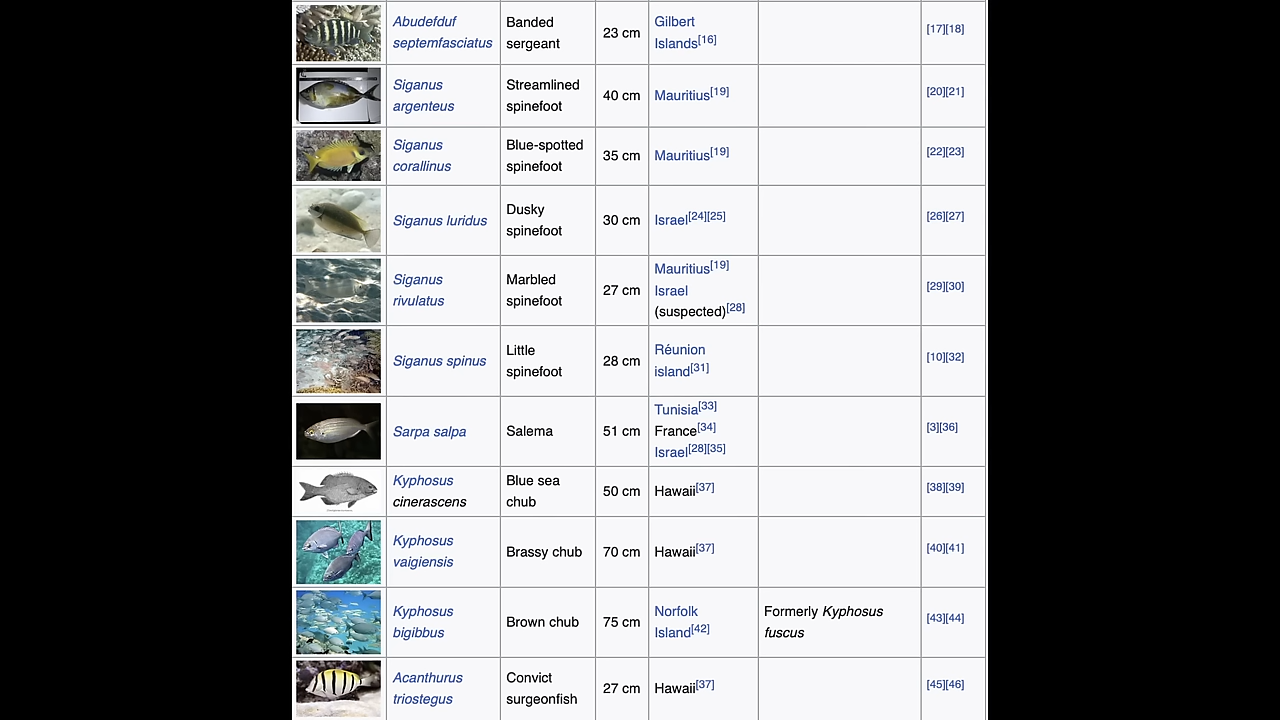 Abudefduf septemfasciatus Banded sergeant 23 cm Gilbert Islands[16] [17][18]
Siganus argenteus Streamlined spinefoot 40 cm Mauritius[19] [20][21]
Siganus corallinus Blue-spotted spinefoot 35 cm Mauritius[19] [22][23]
Siganus luridus Dusky spinefoot 30 cm Israel[24][25] [26][27]
Siganus rivulatus Marbled spinefoot 27 cm Mauritius[19] Israel (suspected)[28] [29][30]
Siganus spinus Little spinefoot 28 cm Réunion island[31] [10][32]
Sarpa salpa Salema 51 cm Tunisia[33] France[34] Israel[28][35] [3][36]
Kyphosus cinerascens Blue sea chub 50 cm Hawaii[37] [38][39]
Kyphosus vaigiensis Brassy chub 70 cm Hawaii[37] [40][41]
Kyphosus bigibbus Brown chub 75 cm Norfolk Island[42] Formerly Kyphosus fuscus [43][44]
Acanthurus triostegus Convict surgeonfish 27 cm Hawaii[37] [45][46]